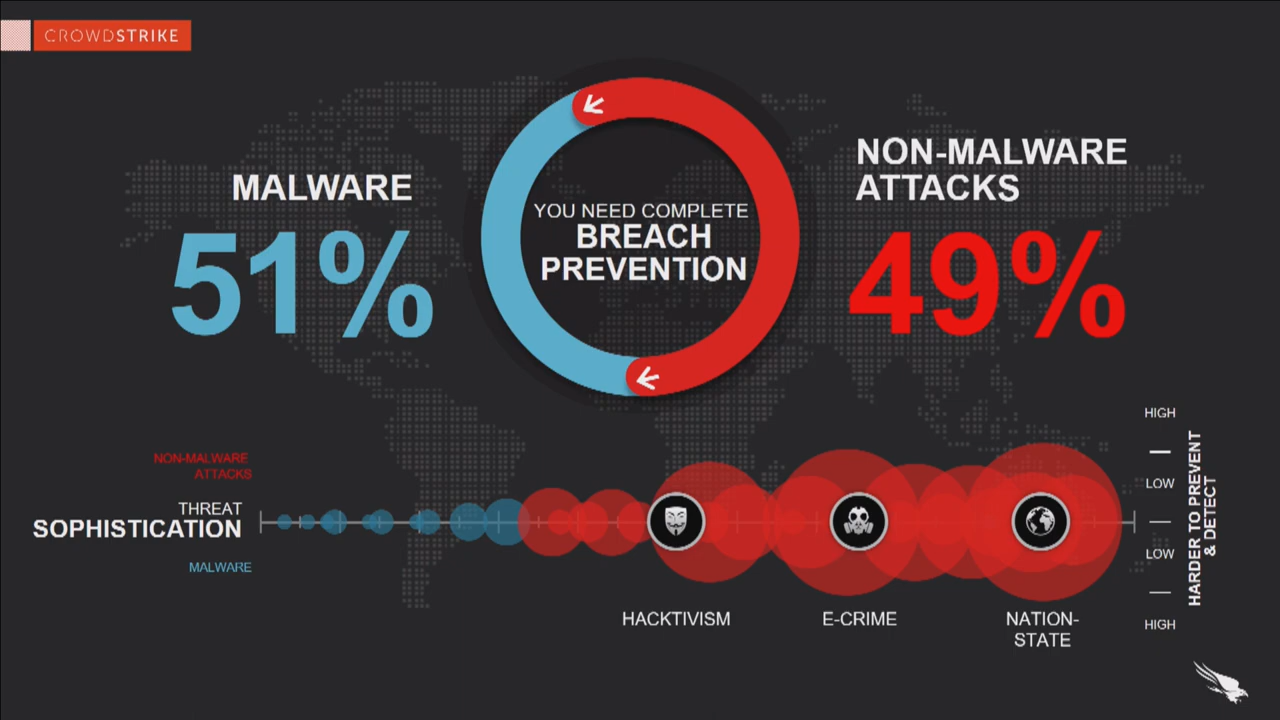 CROWDSTRIKE
MALWARE
51%
YOU NEED COMPLETE
BREACH
PREVENTION
NON-MALWARE
ATTACKS
49%
NON-MALWARE
ATTACKS
THREAT
SOPHISTICATION
MALWARE
HACKTIVISM
E-CRIME
NATION-
STATE
HIGH
LOW
LOW
HIGH
HARDER TO PREVENT
& DETECT